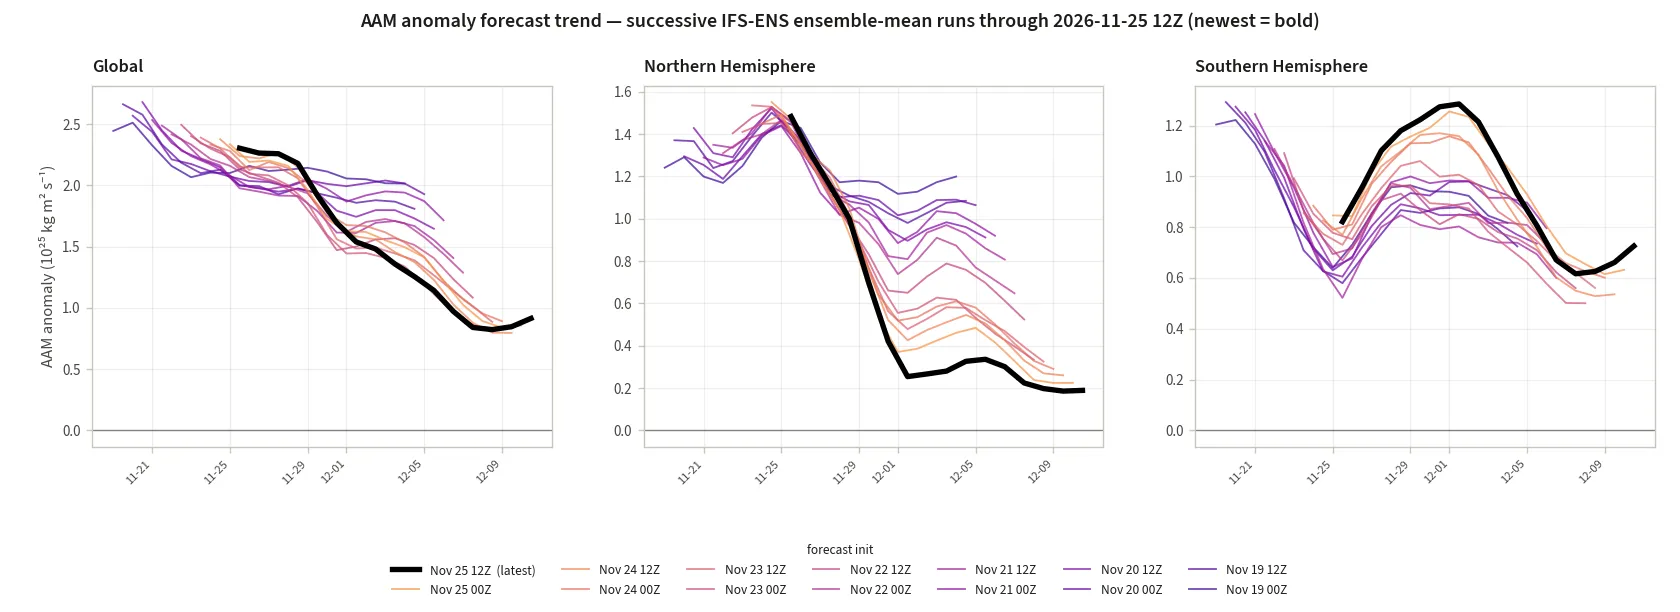 AAM anomaly forecast trend — successive IFS-ENS ensemble-mean runs through 2026-11-25 12Z (newest = bold)
Global
AAM anomaly (10²⁵ kg m² s⁻¹)
2.5
2.0
1.5
1.0
0.5
0.0
11-21
11-25
11-29
12-01
12-05
12-09
Northern Hemisphere
1.6
1.4
1.2
1.0
0.8
0.6
0.4
0.2
0.0
11-21
11-25
11-29
12-01
12-05
12-09
Southern Hemisphere
1.2
1.0
0.8
0.6
0.4
0.2
0.0
11-21
11-25
11-29
12-01
12-05
12-09
forecast init
Nov 25 12Z (latest)
Nov 24 12Z
Nov 23 12Z
Nov 22 12Z
Nov 21 12Z
Nov 20 12Z
Nov 19 12Z
Nov 25 00Z
Nov 24 00Z
Nov 23 00Z
Nov 22 00Z
Nov 21 00Z
Nov 20 00Z
Nov 19 00Z